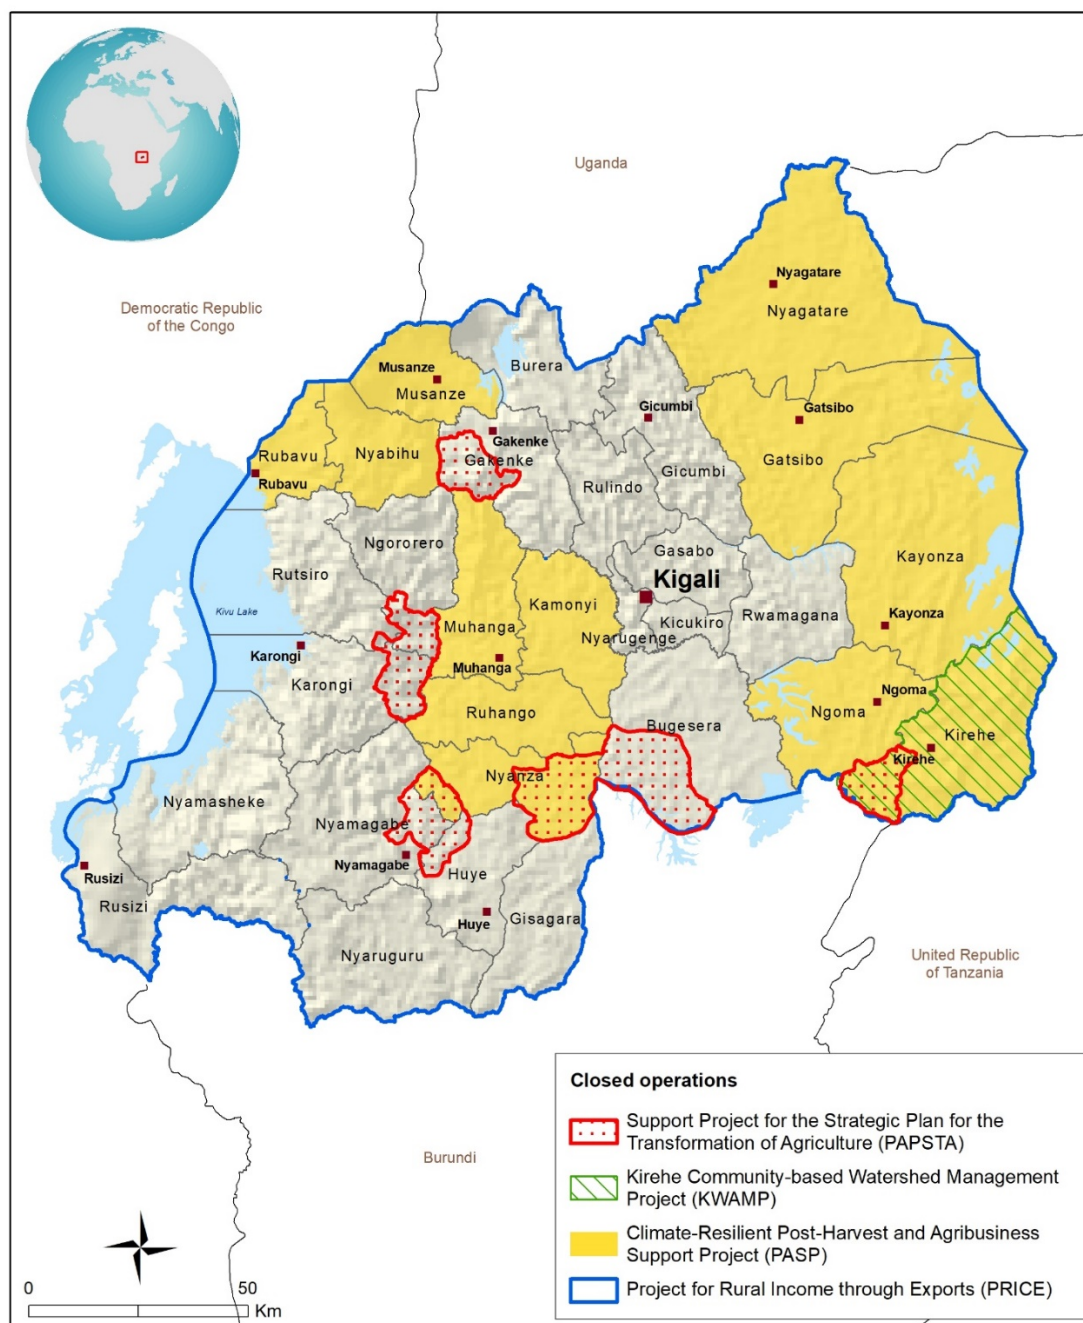 Uganda
Democratic Republic
of the Congo
Nyagatare
Nyagatare
Musanze
Musanze
Burera
Gicumbi
Gatsibo
Gakenke
Gakenke
Rubavu
Nyabihu
Rubavu
Rulindo
Gicumbi
Gatsibo
Ngororero
Gasabo
Kigali
Kayonza
Rutsiro
Kivu Lake
Kamonyi
Muhanga
Nyarugenge
Kicukiro
Rwamagana
Kayonza
Karongi
Muhanga
Karongi
Ruhango
Bugesera
Ngoma
Ngoma
Kirehe
Kirehe
Nyanza
Nyamasheke
Nyamagabe
Nyamagabe
Huye
Rusizi
Rusizi
Huye
Gisagara
Nyaruguru
United Republic
of Tanzania
Burundi
Closed operations
Support Project for the Strategic Plan for the
Transformation of Agriculture (PAPSTA)
Kirehe Community-based Watershed Management
Project (KWAMP)
Climate-Resilient Post-Harvest and Agribusiness
Support Project (PASP)
Project for Rural Income through Exports (PRICE)
0 50
Km